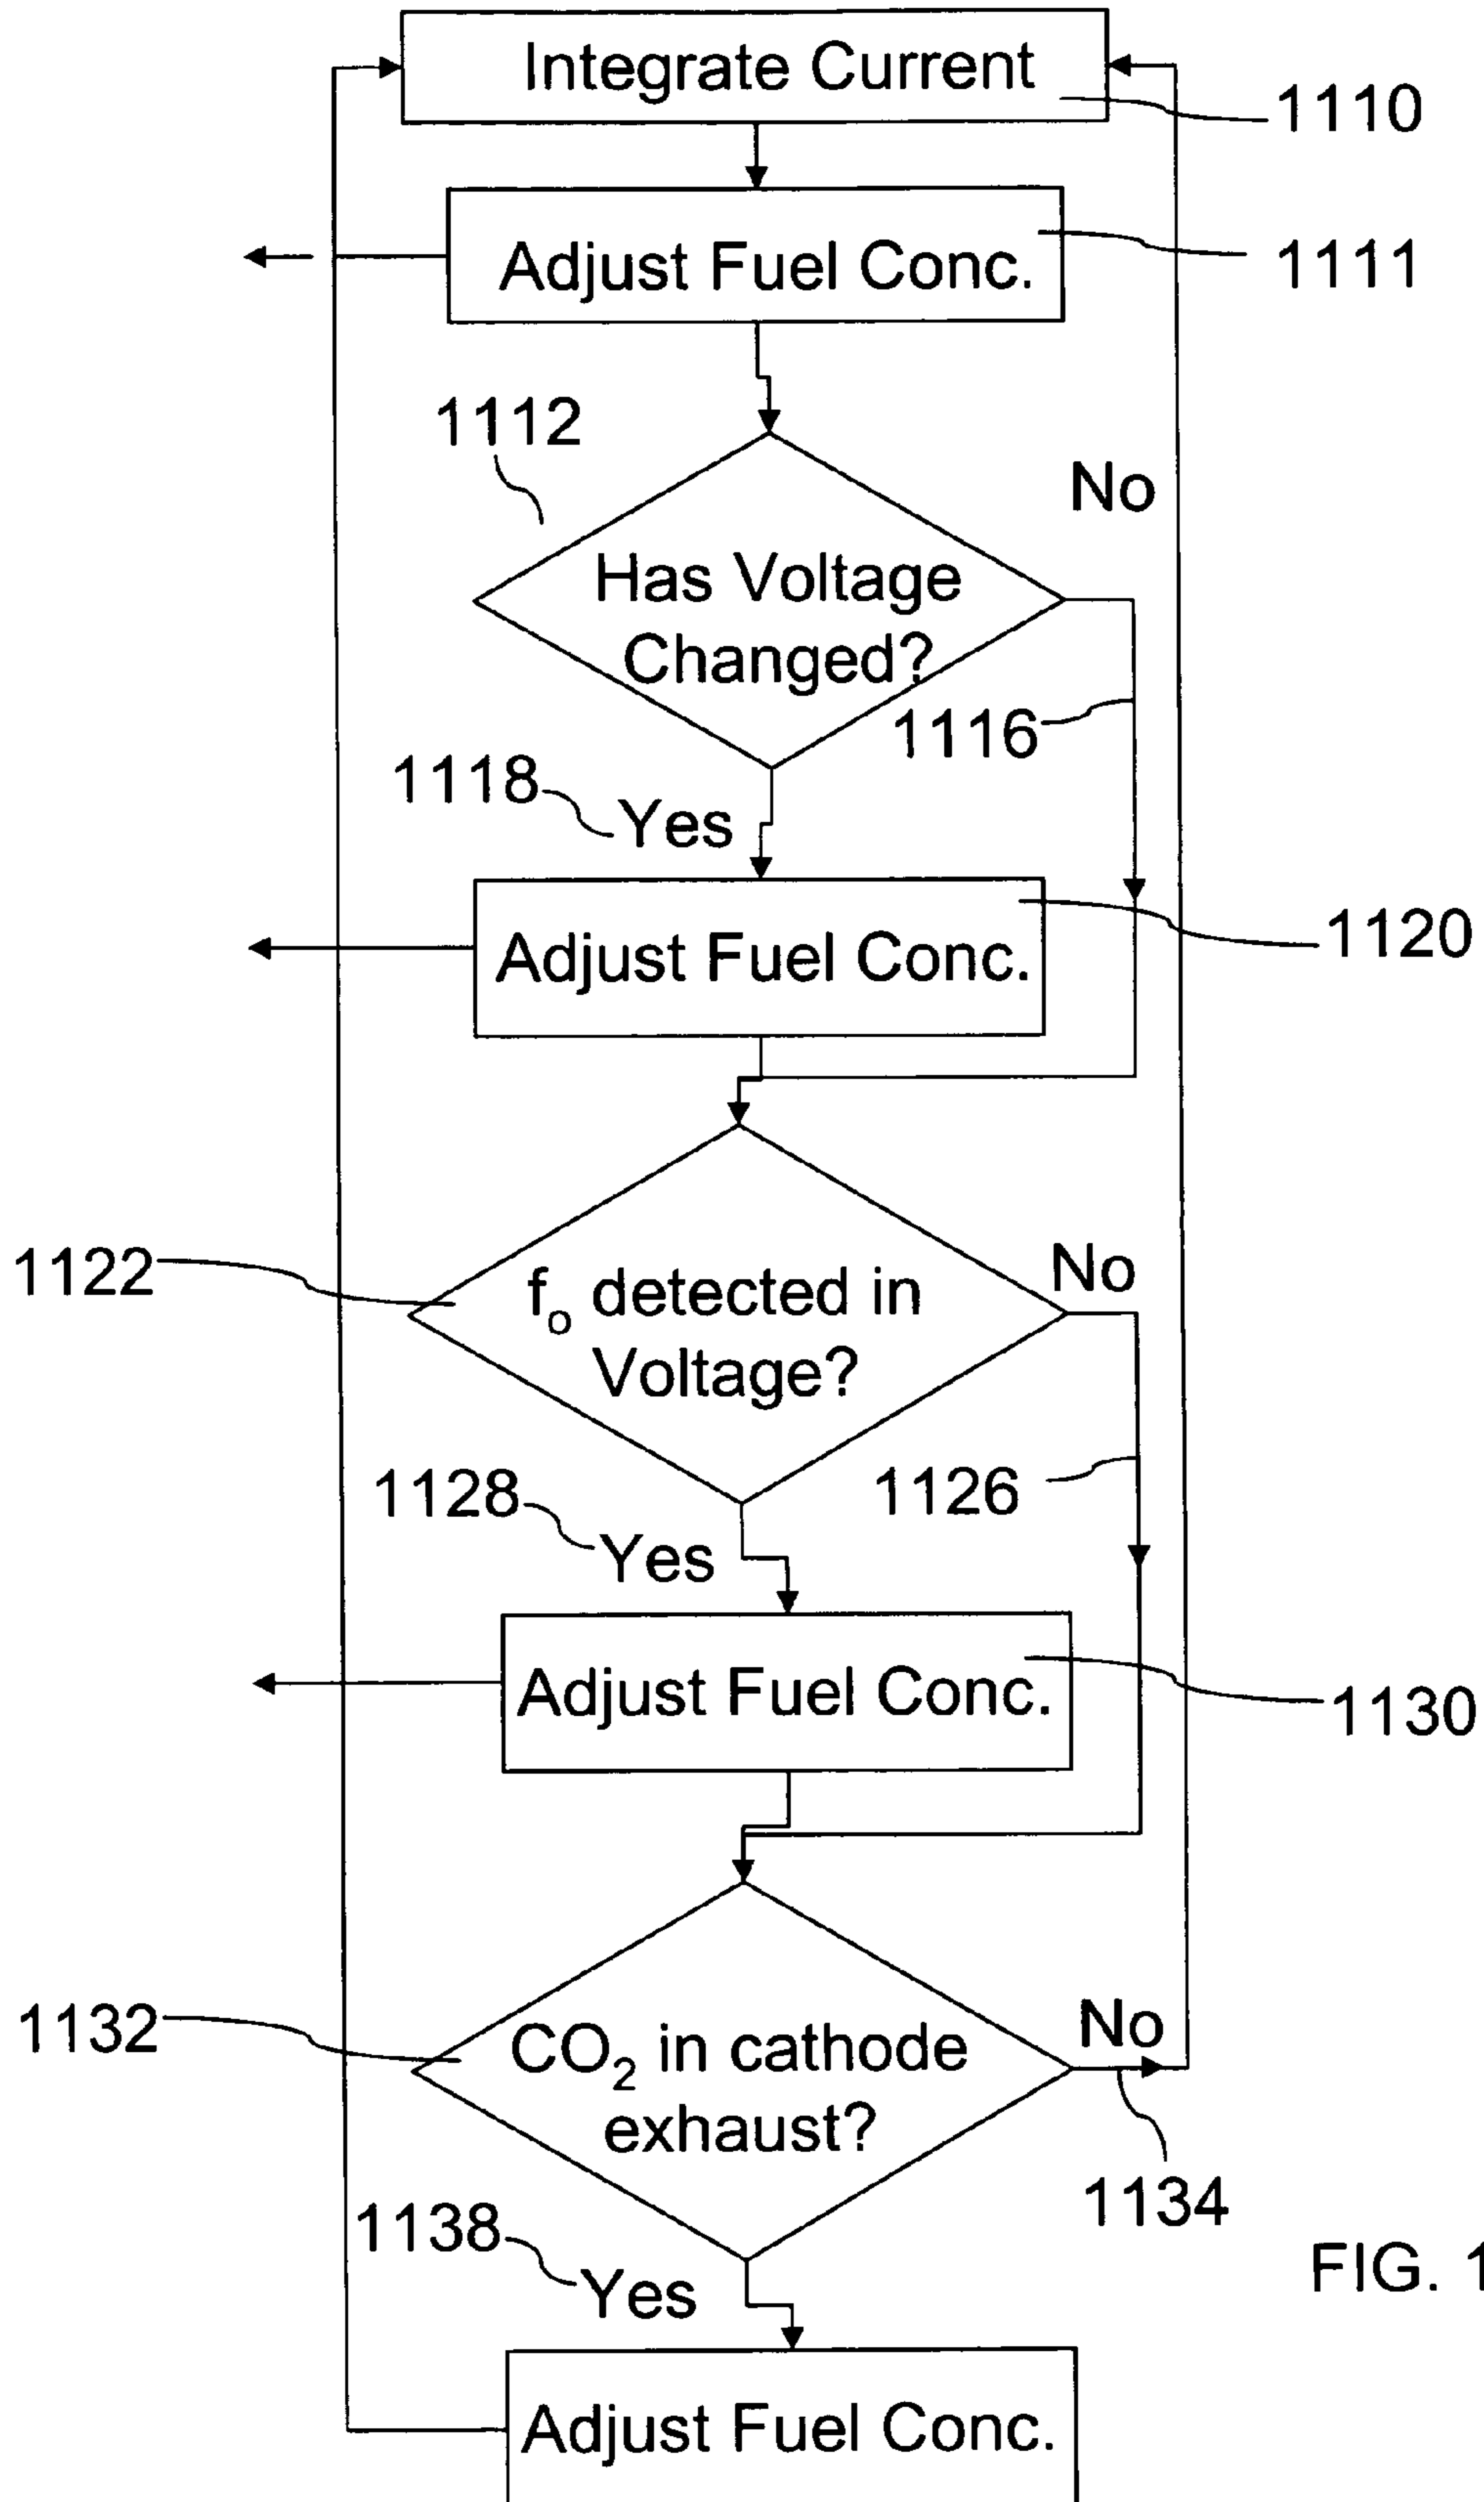 Integrate Current
1110
Adjust Fuel Conc.
1111
1112
No
Has Voltage
Changed?
1116
1118
Yes
Adjust Fuel Conc.
1120
1122
No
fo detected in
Voltage?
1128
1126
Yes
Adjust Fuel Conc.
1130
1132
No
CO2 in cathode
exhaust?
1134
1138
Yes
FIG. 1
Adjust Fuel Conc.